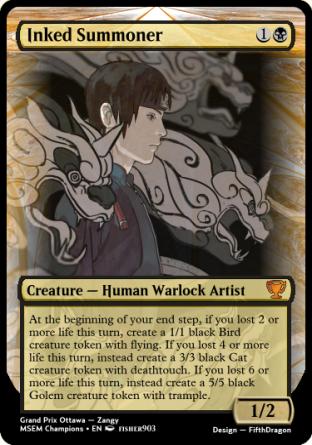 Inked Summoner 1
Creature — Human Warlock Artist
At the beginning of your end step, if you lost 2 or
more life this turn, create a 1/1 black Bird
creature token with flying. If you lost 4 or
more life this turn, instead create a 3/3 black Cat
creature token with deathtouch. If you lost 6 or
more life this turn, instead create a 5/5 black
Golem creature token with trample.
1/2
Grand Prix Ottawa — Zangy
MSEM Champions • EN FISHER903
Design — FifthDragon